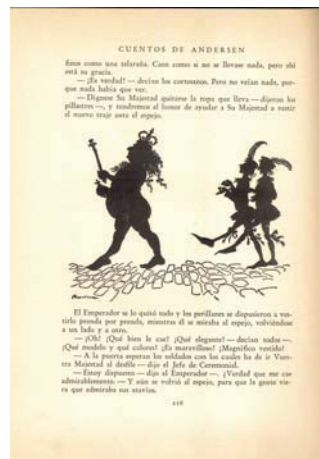 CUENTOS DE ANDERSEN
finos como una telaraña. Caen como si no se llevase nada, pero ahí
está su gracia.
— ¡Es verdad! — decían los cortesanos. Pero no veían nada, por-
que nada había que ver.
— Dígnese Su Majestad quitarse la ropa que lleva — dijeron los
pillastres —, y tendremos el honor de ayudar a Su Majestad a vestir
el nuevo traje ante el espejo.
El Emperador se lo quitó todo y los perillanes se dispusieron a ves-
tirlo prenda por prenda, mientras él se miraba al espejo, volviéndose
a un lado y a otro.
— ¡Oh! ¡Qué bien le cae! ¡Qué elegante! — decían todos —.
¡Qué modelo y qué colores! ¡Es maravilloso! ¡Magnífico vestido!
— A la puerta esperan los soldados con los cuales ha de ir Vues-
tra Majestad al desfile — dijo el Jefe de Ceremonial.
— Estoy dispuesto — dijo el Emperador —. ¿Verdad que me cae
admirablemente. — Y aún se volvió al espejo, para que la gente vie-
ra que admiraba sus atavíos.